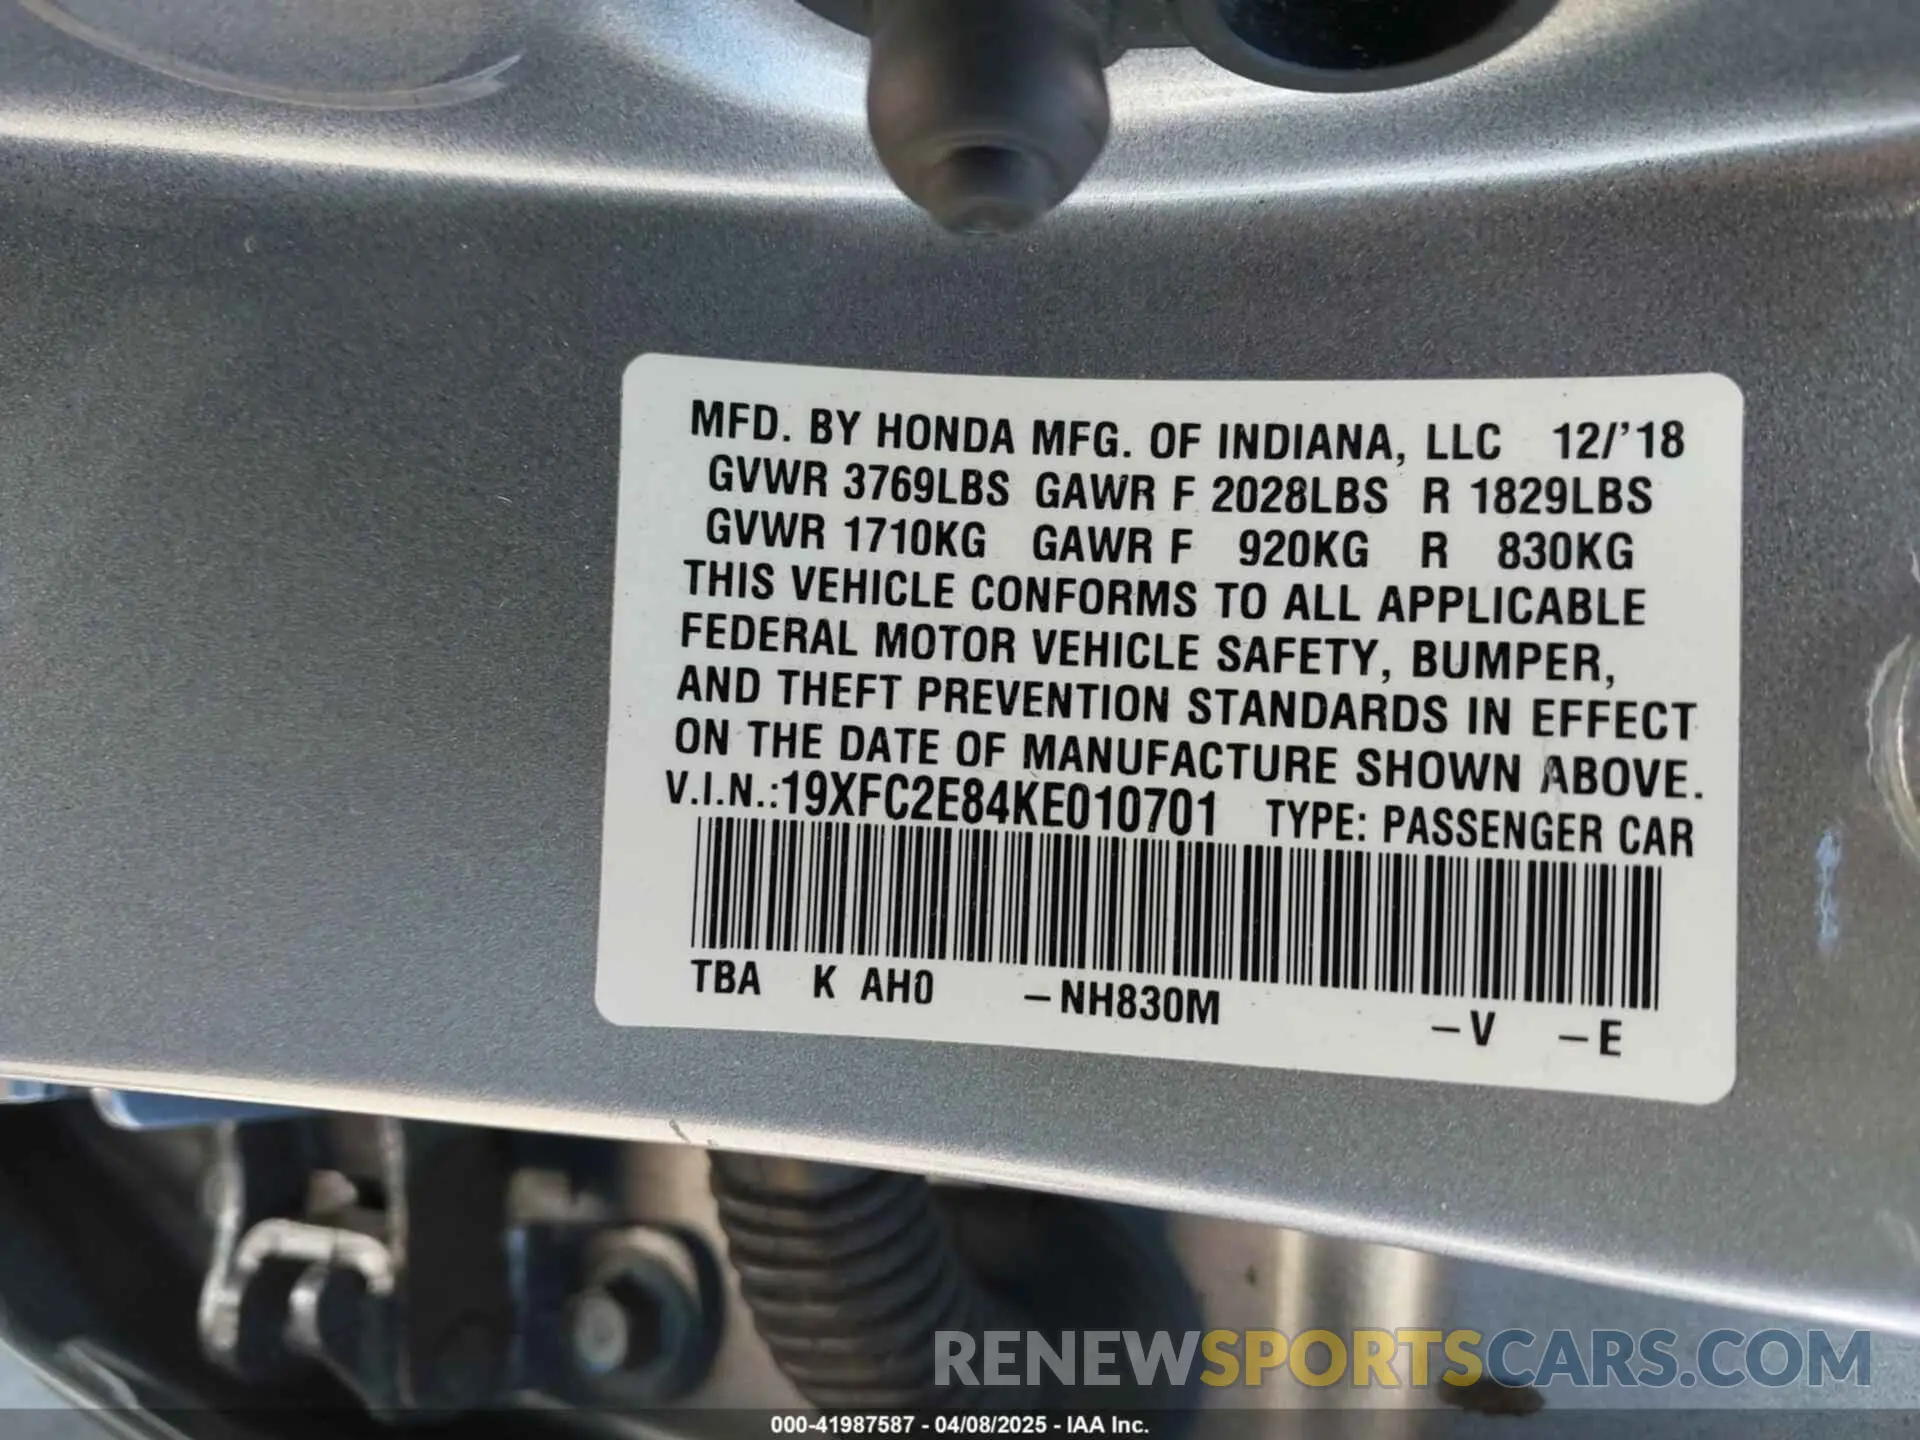 MFD. BY HONDA MFG. OF INDIANA, LLC 12/'18
GVWR 3769LBS GAWR F 2028LBS R 1829LBS
GVWR 1710KG GAWR F 920KG R 830KG
THIS VEHICLE CONFORMS TO ALL APPLICABLE
FEDERAL MOTOR VEHICLE SAFETY, BUMPER,
AND THEFT PREVENTION STANDARDS IN EFFECT
ON THE DATE OF MANUFACTURE SHOWN ABOVE.
V.I.N.:19XFC2E84KE010701 TYPE: PASSENGER CAR
TBA K AH0 –NH830M –V –E
RENEWSPORTSCARS.COM
000-41987587 - 04/08/2025 - IAA Inc.